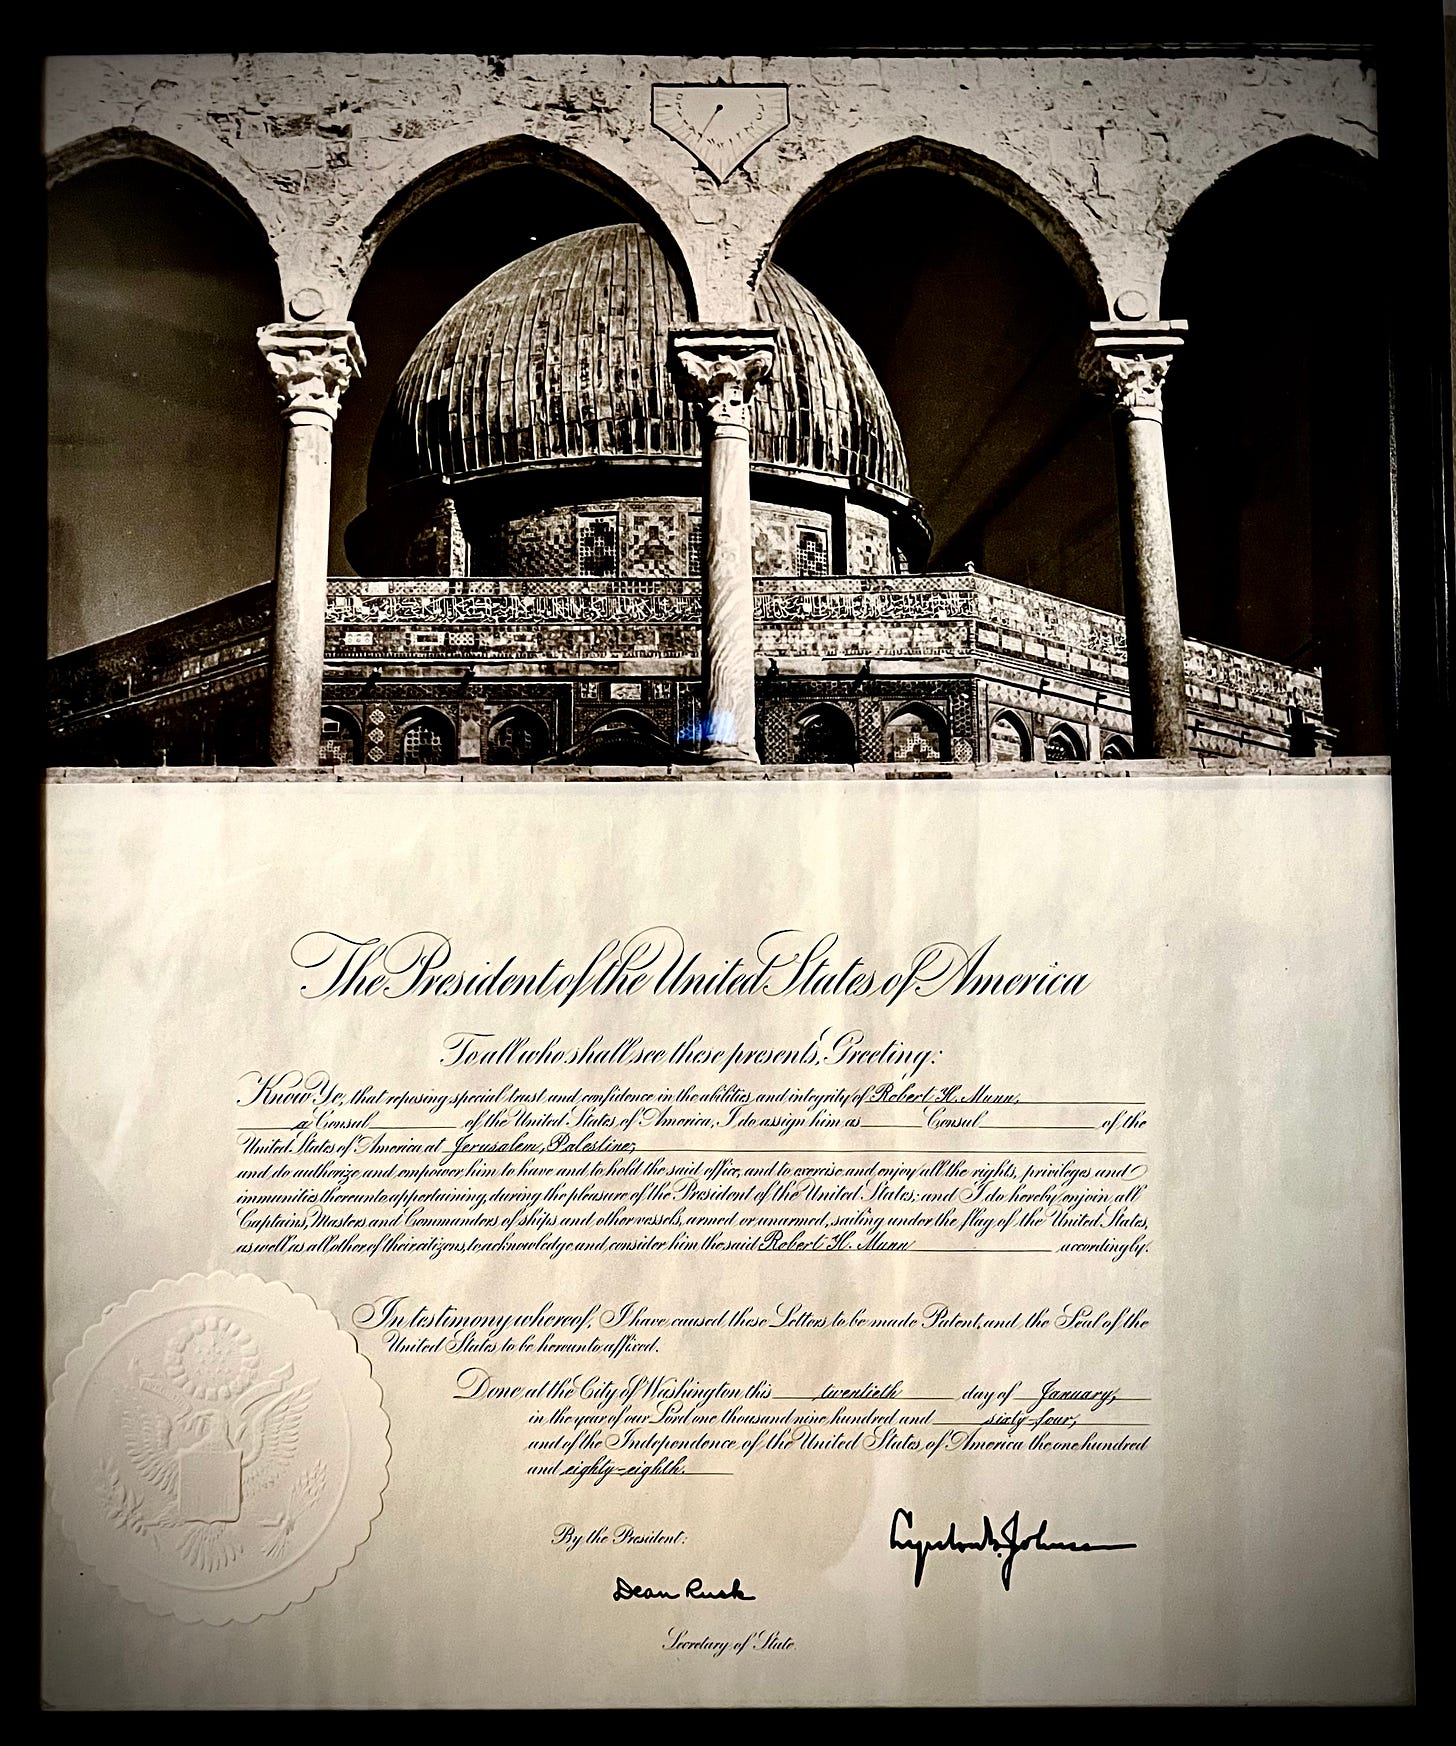 The President of the United States of America
To all who shall see these presents, Greeting:
Know Ye, that reposing special trust and confidence in the abilities and integrity of Robert H. Munn,
a Consul of the United States of America, I do assign him as Consul of the
United States of America at Jerusalem, Palestine,
and do authorize and empower him to have and to hold the said office, and to exercise and enjoy all the rights, privileges and
immunities thereunto appertaining, during the pleasure of the President of the United States; and I do hereby enjoin all
Captains, Masters and Commanders of ships and other vessels, armed or unarmed, sailing under the flag of the United States,
as well as all other of their citizens, to acknowledge and consider him the said Robert H. Munn accordingly.
In testimony whereof, I have caused these Letters to be made Patent, and the Seal of the
United States to be hereunto affixed.
Done at the City of Washington this twentieth day of January,
in the year of our Lord one thousand nine hundred and sixty-four,
and of the Independence of the United States of America the one hundred
and eighty-eighth.
By the President:
Lyndon B. Johnson
Dean Rusk
Secretary of State.